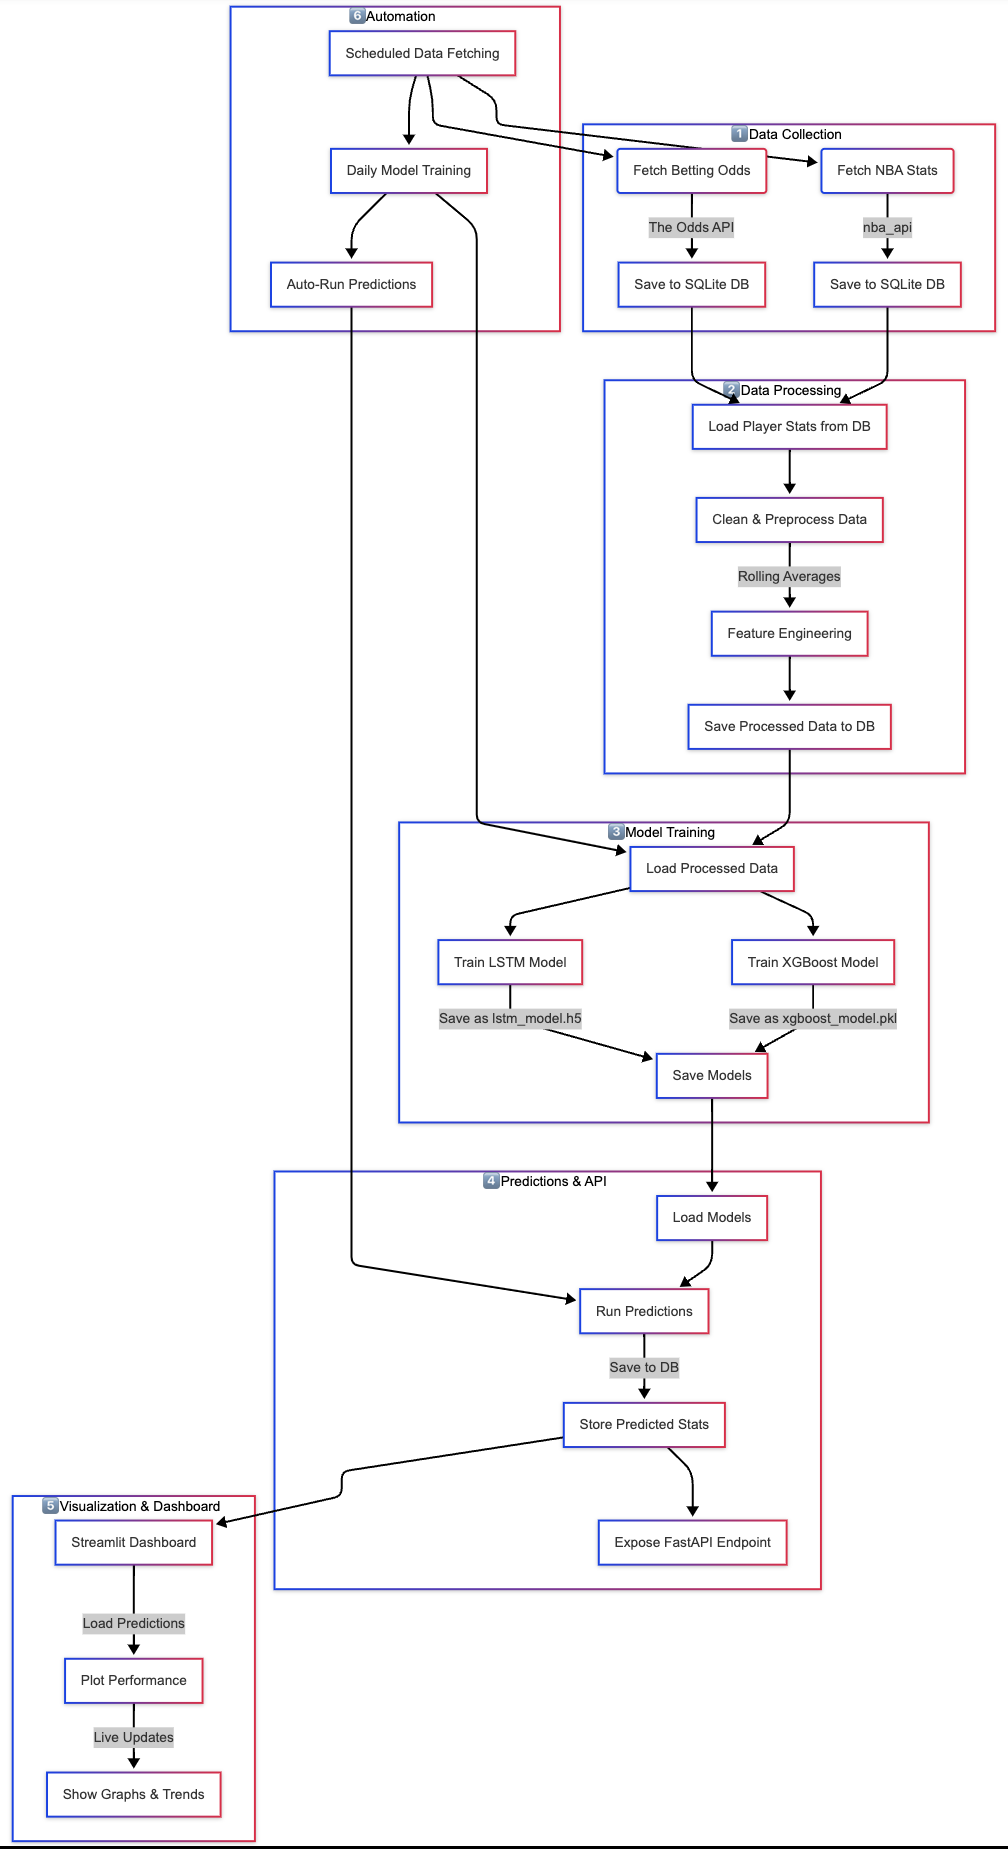 6️⃣Automation
Scheduled Data Fetching
1️⃣Data Collection
Daily Model Training
Fetch Betting Odds
Fetch NBA Stats
The Odds API
nba_api
Auto-Run Predictions
Save to SQLite DB
Save to SQLite DB
2️⃣Data Processing
Load Player Stats from DB
Clean & Preprocess Data
Rolling Averages
Feature Engineering
Save Processed Data to DB
3️⃣Model Training
Load Processed Data
Train LSTM Model
Train XGBoost Model
Save as lstm_model.h5
Save as xgboost_model.pkl
Save Models
4️⃣Predictions & API
Load Models
Run Predictions
Save to DB
Store Predicted Stats
5️⃣Visualization & Dashboard
Streamlit Dashboard
Expose FastAPI Endpoint
Load Predictions
Plot Performance
Live Updates
Show Graphs & Trends